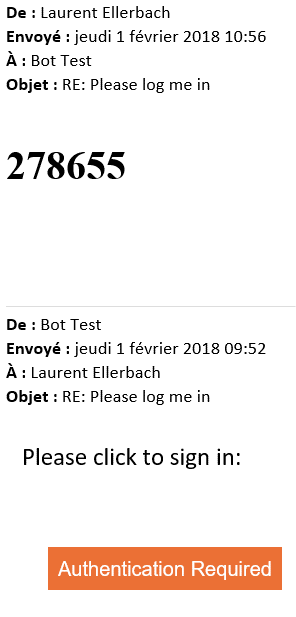 De : Laurent Ellerbach
Envoyé : jeudi 1 février 2018 10:56
À : Bot Test
Objet : RE: Please log me in
278655
De : Bot Test
Envoyé : jeudi 1 février 2018 09:52
À : Laurent Ellerbach
Objet : RE: Please log me in
Please click to sign in:
Authentication Required